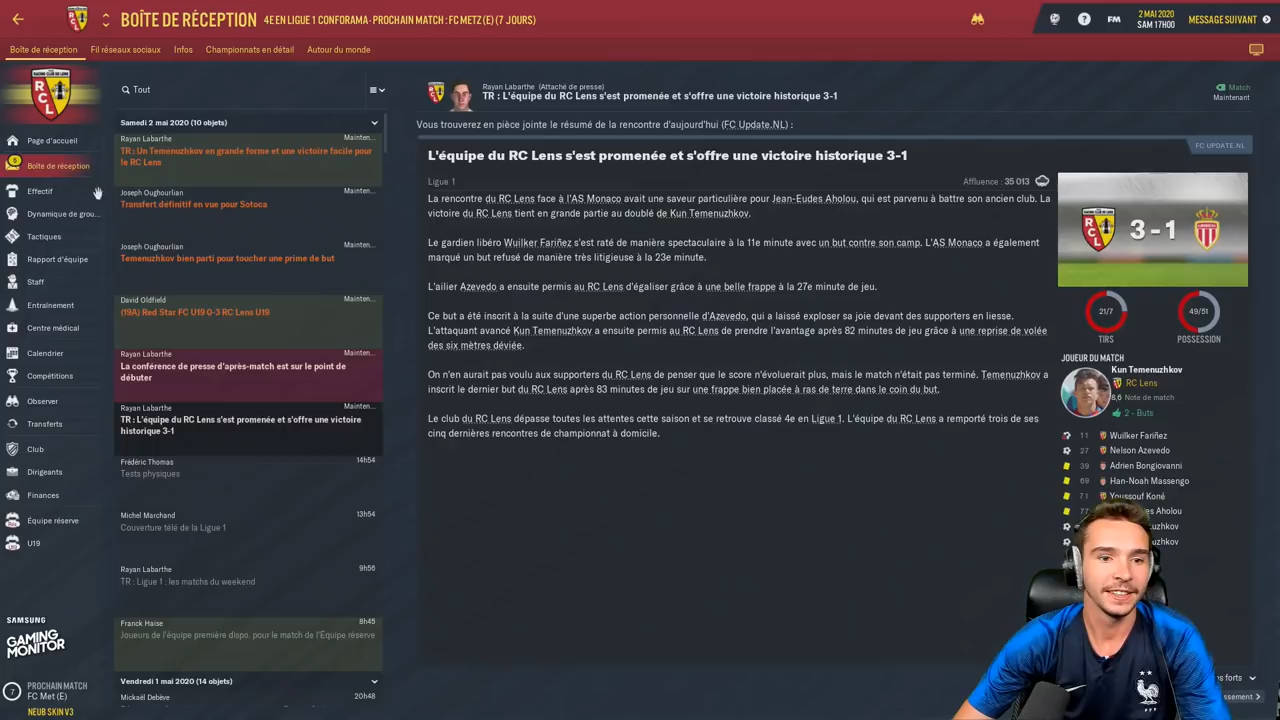 BOÎTE DE RÉCEPTION
4E EN LIGUE 1 CONFORAMA - PROCHAIN MATCH : FC METZ (E) (7 JOURS)
FM
2 MAI 2020
SAM 17H00
MESSAGE SUIVANT
Boîte de réception
Fil réseaux sociaux
Infos
Championnats en détail
Autour du monde
RCL
Page d'accueil
5
Boîte de réception
Effectif
Dynamique de grou...
Tactiques
Rapport d'équipe
Staff
Entraînement
Centre médical
Calendrier
Compétitions
Observer
Transferts
Club
Dirigeants
Finances
Équipe réserve
U19
SAMSUNG
GAMING
MONITOR
7
PROCHAIN MATCH
FC Met (E)
NEUB SKIN V3
Tout
Samedi 2 mai 2020 (10 objets)
Rayan Labarthe
Mainten...
TR : Un Temenuzhkov en grande forme et une victoire facile pour
le RC Lens
Joseph Oughourlian
Mainten...
Transfert définitif en vue pour Sotoca
Joseph Oughourlian
Mainten...
Temenuzhkov bien parti pour toucher une prime de but
David Oldfield
Mainten...
(19A) Red Star FC U19 0-3 RC Lens U19
Rayan Labarthe
Mainten...
La conférence de presse d'après-match est sur le point de
débuter
Rayan Labarthe
Mainten...
TR : L'équipe du RC Lens s'est promenée et s'offre une victoire
historique 3-1
Frédéric Thomas
14h54
Tests physiques
Michel Marchand
13h54
Couverture télé de la Ligue 1
Rayan Labarthe
9h56
TR : Ligue 1 : les matchs du weekend
Franck Haise
8h45
Joueurs de l'équipe première dispo. pour le match de l'Équipe réserve
Vendredi 1 mai 2020 (14 objets)
Mickaël Debève
20h48
Rayan Labarthe (Attaché de presse)
TR : L'équipe du RC Lens s'est promenée et s'offre une victoire historique 3-1
Match
Maintenant
Vous trouverez en pièce jointe le résumé de la rencontre d'aujourd'hui (FC Update.NL) :
FC UPDATE.NL
L'équipe du RC Lens s'est promenée et s'offre une victoire historique 3-1
Ligue 1
Affluence : 35 013
La rencontre du RC Lens face à l'AS Monaco avait une saveur particulière pour Jean-Eudes Aholou, qui est parvenu à battre son ancien club. La
victoire du RC Lens tient en grande partie au doublé de Kun Temenuzhkov.
Le gardien libéro Wuilker Faríñez s'est raté de manière spectaculaire à la 11e minute avec un but contre son camp. L'AS Monaco a également
marqué un but refusé de manière très litigieuse à la 23e minute.
L'ailier Azevedo a ensuite permis au RC Lens d'égaliser grâce à une belle frappe à la 27e minute de jeu.
Ce but a été inscrit à la suite d'une superbe action personnelle d'Azevedo, qui a laissé exploser sa joie devant des supporters en liesse.
L'attaquant avancé Kun Temenuzhkov a ensuite permis au RC Lens de prendre l'avantage après 82 minutes de jeu grâce à une reprise de volée
des six mètres déviée.
On n'en aurait pas voulu aux supporters du RC Lens de penser que le score n'évoluerait plus, mais le match n'était pas terminé. Temenuzhkov a
inscrit le dernier but du RC Lens après 83 minutes de jeu sur une frappe bien placée à ras de terre dans le coin du but.
Le club du RC Lens dépasse toutes les attentes cette saison et se retrouve classé 4e en Ligue 1. L'équipe du RC Lens a remporté trois de ses
cinq dernières rencontres de championnat à domicile.
3 - 1
21/7
TIRS
49/51
POSSESSION
JOUEUR DU MATCH
Kun Temenuzhkov
RC Lens
8,6 Note de match
2 - Buts
11 Wuilker Faríñez
27 Nelson Azevedo
39 Adrien Bongiovanni
69 Han-Noah Massengo
71 Youssouf Koné
77
des Aholou
uzhkov
uzhkov
s forts
ssement